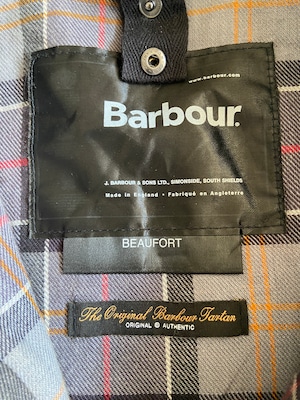 www.barbour.com
Barbour.
J. BARBOUR & SONS LTD., SIMONSIDE, SOUTH SHIELDS
Made in England • Fabriqué en Angleterre
BEAUFORT
The Original Barbour Tartan
ORIGINAL @ AUTHENTIC